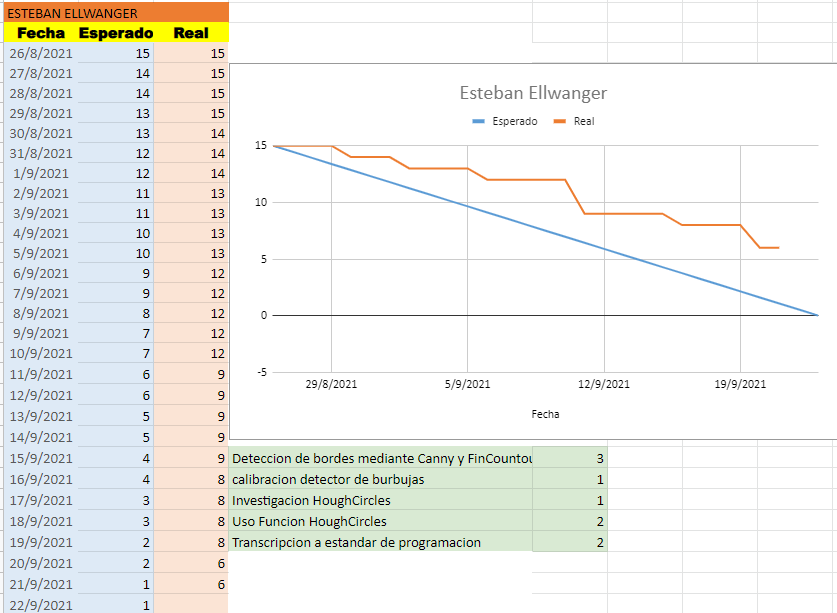 ESTEBAN ELLWANGER
Fecha Esperado Real
26/8/2021 15 15
27/8/2021 14 15
28/8/2021 14 15
29/8/2021 13 15
30/8/2021 13 14
31/8/2021 12 14
1/9/2021 12 14
2/9/2021 11 13
3/9/2021 11 13
4/9/2021 10 13
5/9/2021 10 13
6/9/2021 9 12
7/9/2021 9 12
8/9/2021 8 12
9/9/2021 7 12
10/9/2021 7 12
11/9/2021 6 9
12/9/2021 6 9
13/9/2021 5 9
14/9/2021 5 9
15/9/2021 4 9 Deteccion de bordes mediante Canny y FinCountou 3
16/9/2021 4 8 calibracion detector de burbujas 1
17/9/2021 3 8 Investigacion HoughCircles 1
18/9/2021 3 8 Uso Funcion HoughCircles 2
19/9/2021 2 8 Transcripcion a estandar de programacion 2
20/9/2021 2 6
21/9/2021 1 6
22/9/2021 1
Esteban Ellwanger
Esperado Real
15
10
5
0
-5
29/8/2021 5/9/2021 12/9/2021 19/9/2021
Fecha